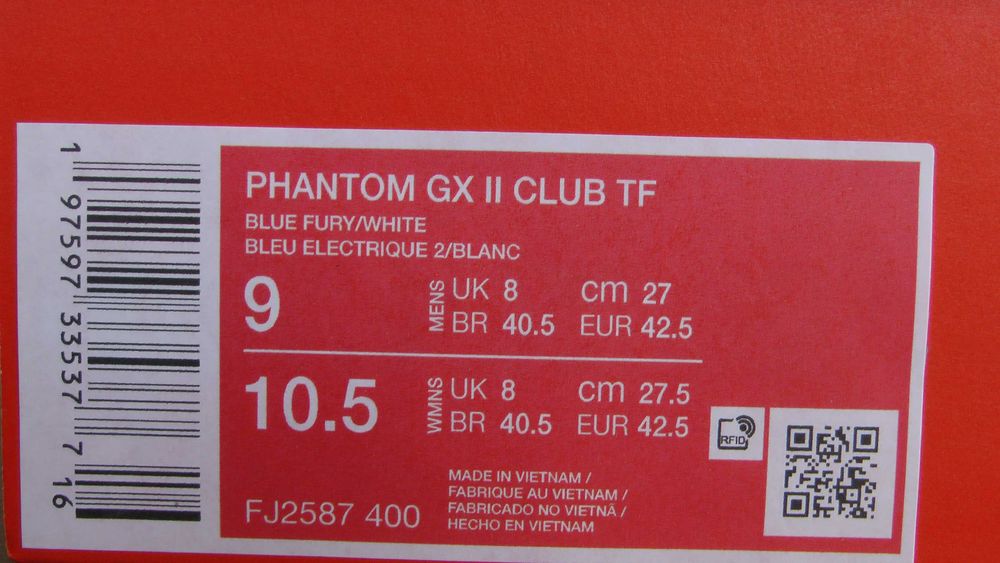 1 97597 33537 7 16
PHANTOM GX II CLUB TF
BLUE FURY/WHITE
BLEU ELECTRIQUE 2/BLANC
9 MENS UK 8 cm 27
BR 40.5 EUR 42.5
10.5 WMNS UK 8 cm 27.5
BR 40.5 EUR 42.5
RFID
MADE IN VIETNAM /
FABRIQUE AU VIETNAM /
FABRICADO NO VIETNÃ /
HECHO EN VIETNAM
FJ2587 400